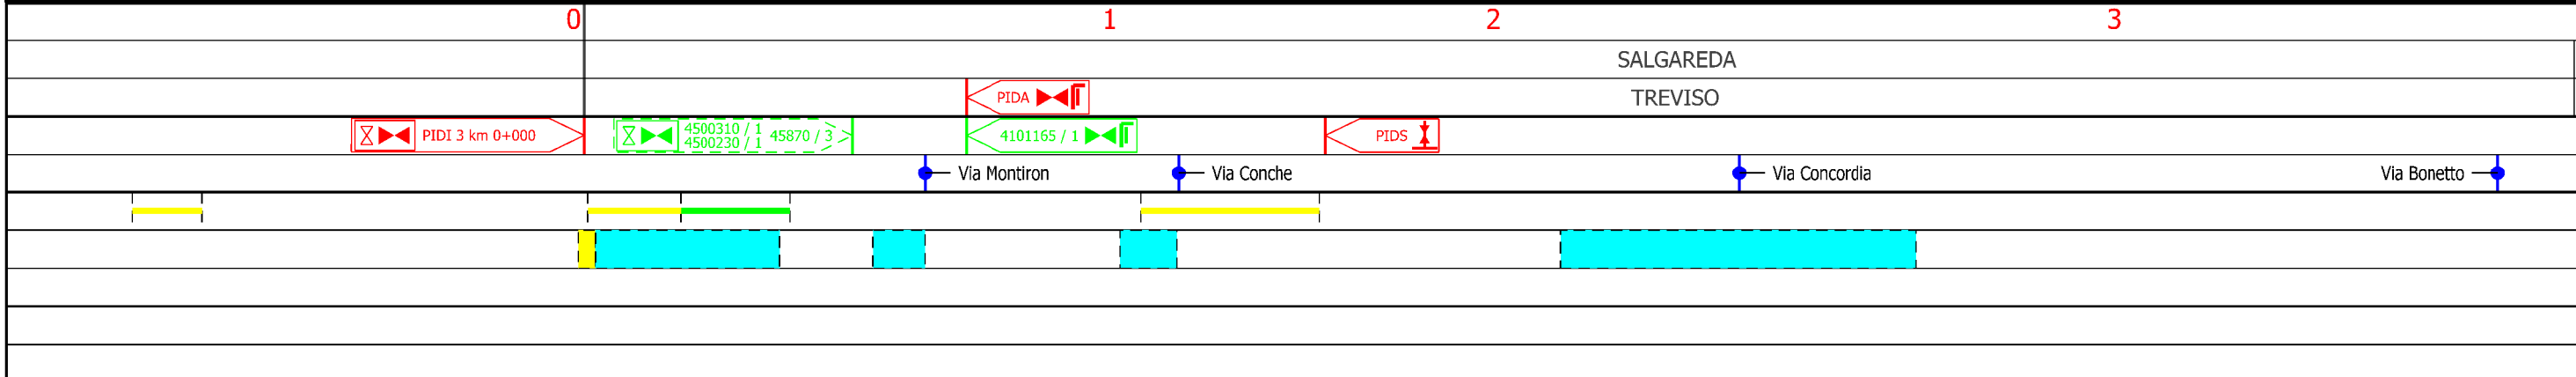 0 1 2 3
SALGAREDA
PIDA TREVISO
PIDI 3 km 0+000 4500310 / 1 45870 / 3 4101165 / 1 PIDS
4500230 / 1
Via Montiron Via Conche Via Concordia Via Bonetto